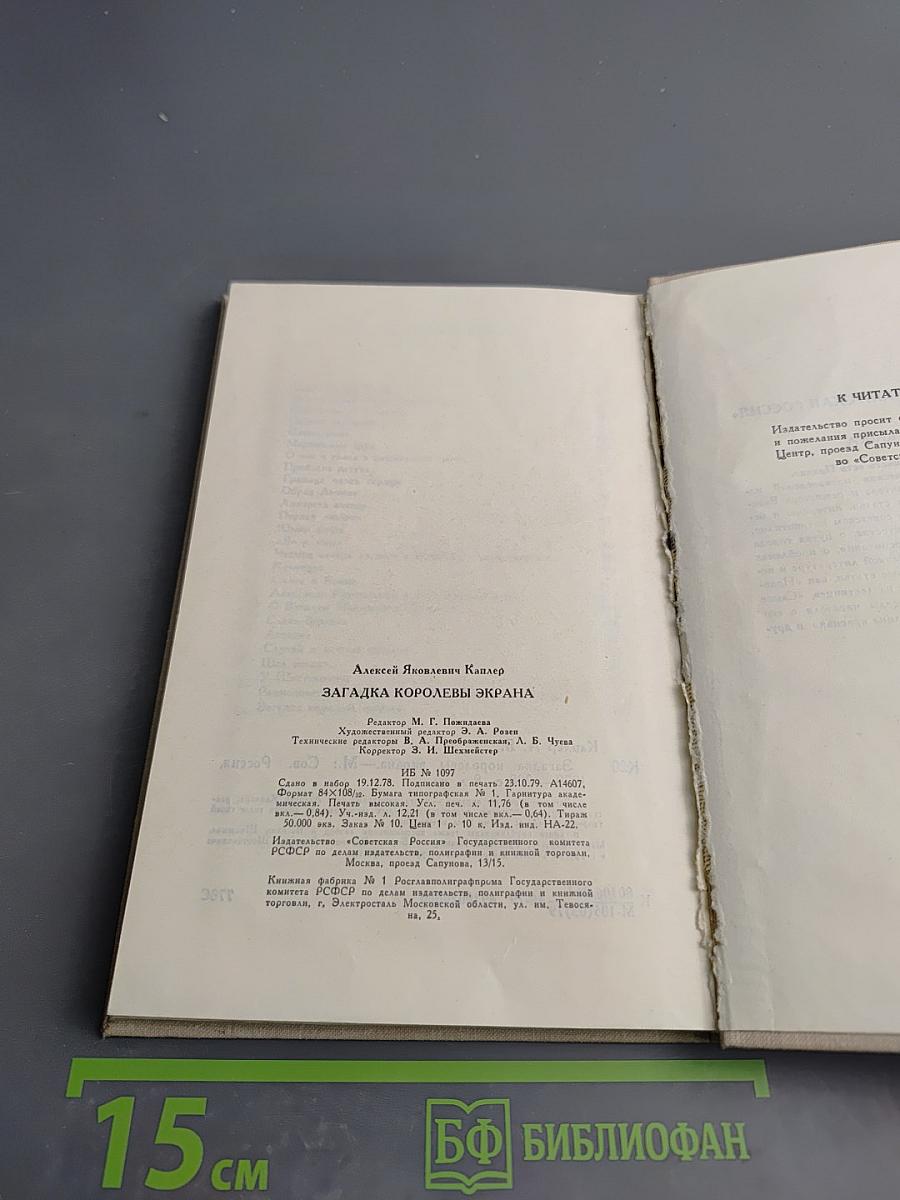 Алексей Яковлевич Каплер
ЗАГАДКА КОРОЛЕВЫ ЭКРАНА
Редактор М. Г. Пожидаева
Художественный редактор Э. А. Розен
Технические редакторы В. А. Преображенская, Л. Б. Чуева
Корректор З. И. Шехмейстер
ИБ № 1097
Сдано в набор 19.12.78. Подписано в печать 23.10.79. А14607,
Формат 84×108/32. Бумага типографская № 1. Гарнитура акаде-
мическая. Печать высокая. Усл. печ. л. 11,76 (в том числе
вкл.— 0,84). Уч.-изд. л. 12,21 (в том числе вкл.— 0,64). Тираж
50.000 экз. Заказ № 10. Цена 1 р. 10 к. Изд. инд. НА-22.
Издательство «Советская Россия» Государственного комитета
РСФСР по делам издательств, полиграфии и книжной торговли.
Москва, проезд Сапунова, 13/15.
Книжная фабрика № 1 Росглавполиграфпрома Государственного
комитета РСФСР по делам издательств, полиграфии и книжной
торговли, г. Электросталь Московской области, ул. им. Тевося-
на, 25.
К ЧИТАТ
Издательство просит
и пожелания присыла
Центр, проезд Сапун
во «Советс
15 см
БФ БИБЛИОФАН